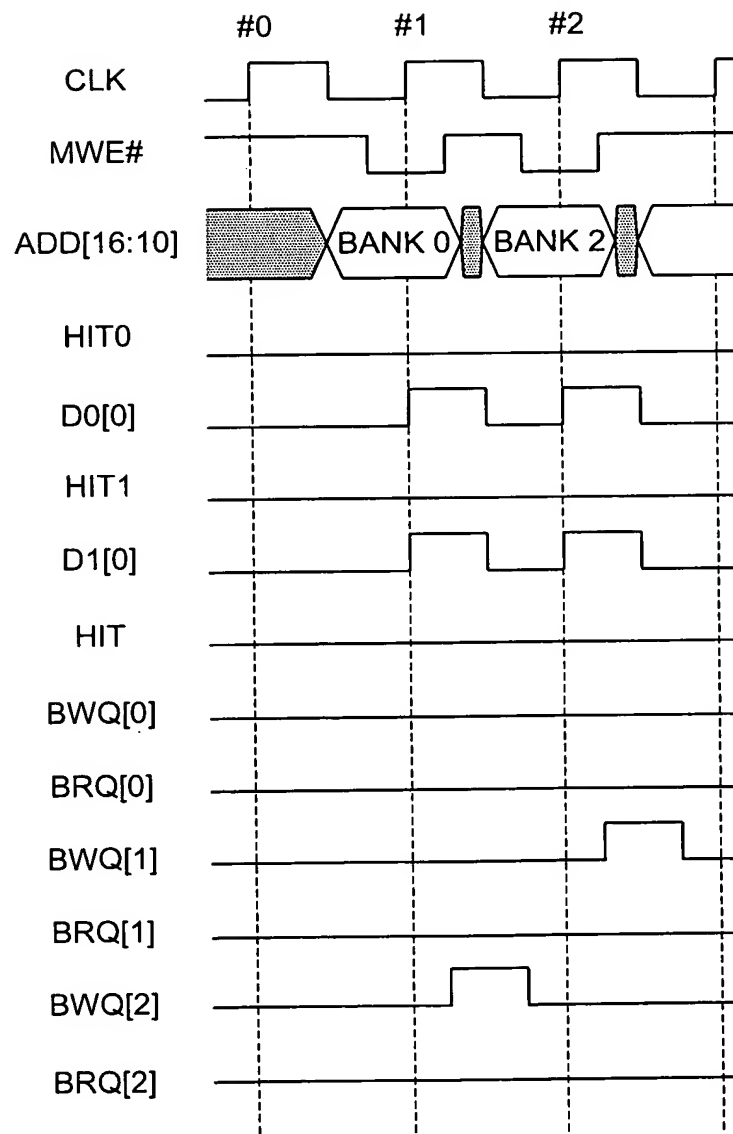 #0 #1 #2
CLK
MWE#
ADD[16:10] BANK 0 BANK 2
HIT0
D0[0]
HIT1
D1[0]
HIT
BWQ[0]
BRQ[0]
BWQ[1]
BRQ[1]
BWQ[2]
BRQ[2]